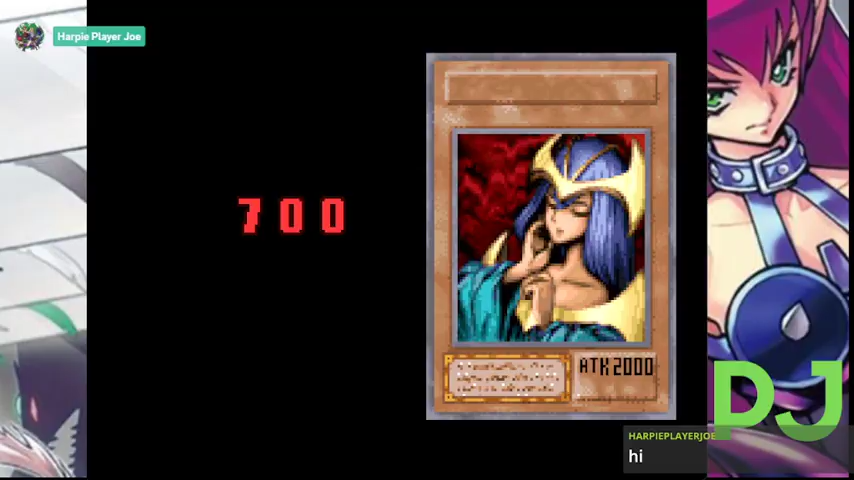 Harpie Player Joe
700
ATK 2000
DJ
HARPIEPLAYERJOE
hi